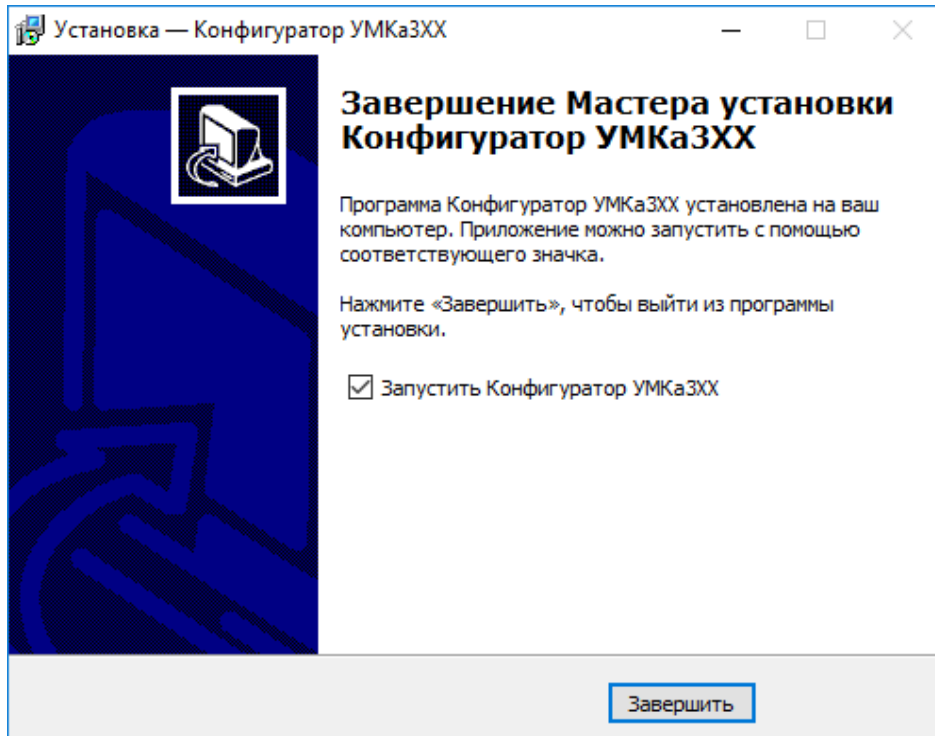 Установка — Конфигуратор УМКа3ХХ
Завершение Мастера установки
Конфигуратор УМКа3ХХ
Программа Конфигуратор УМКа3ХХ установлена на ваш
компьютер. Приложение можно запустить с помощью
соответствующего значка.
Нажмите «Завершить», чтобы выйти из программы
установки.
Запустить Конфигуратор УМКа3ХХ
Завершить